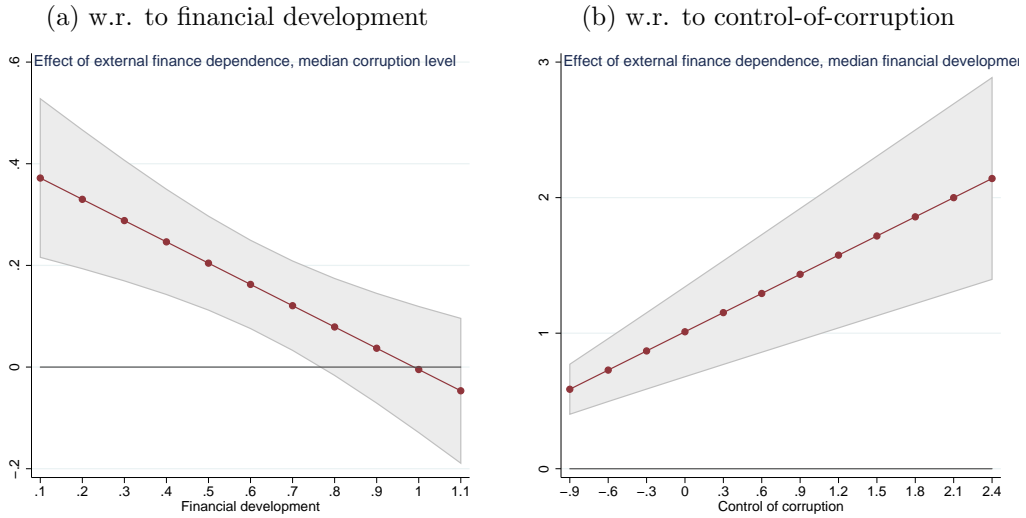 (a) w.r. to financial development
Effect of external finance dependence, median corruption level
.6
.4
.2
0
-.2
.1 .2 .3 .4 .5 .6 .7 .8 .9 1 1.1
Financial development
(b) w.r. to control-of-corruption
Effect of external finance dependence, median financial developmer
3
2
1
0
-.9 -.6 -.3 0 .3 .6 .9 1.2 1.5 1.8 2.1 2.4
Control of corruption